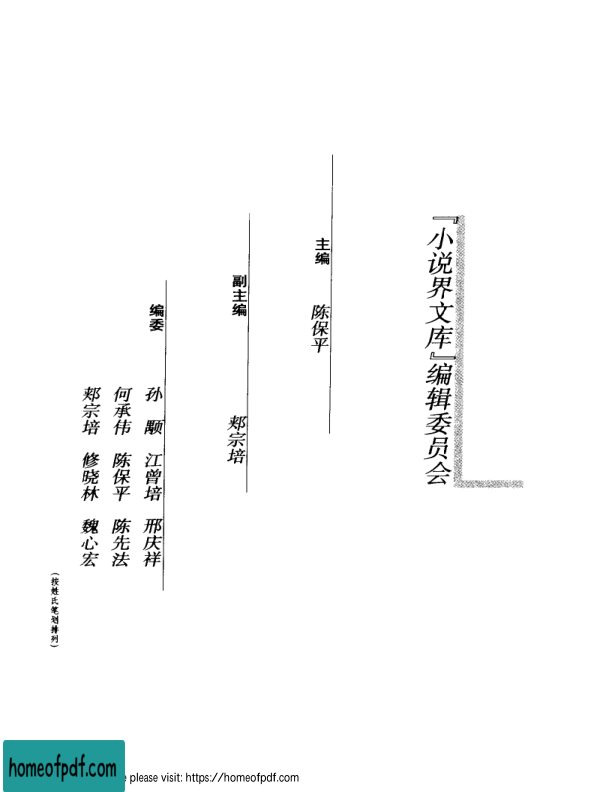 『小说界文库』编辑委员会
主编 陈保平
副主编 郏宗培
编委 孙颙 江曾培 邢庆祥
何承伟 陈保平 陈先法
郏宗培 修晓林 魏心宏
(按姓氏笔划排列)
homeofpdf.com
please visit: https://homeofpdf.com